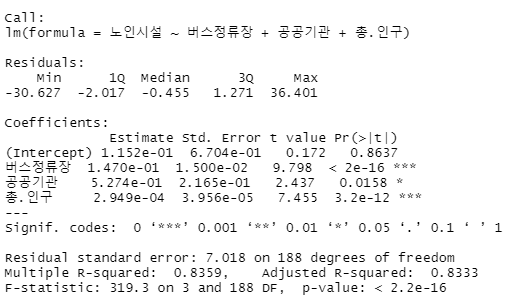 Call:
lm(formula = 노인시설 ~ 버스정류장 + 공공기관 + 총.인구)
Residuals:
    Min      1Q  Median      3Q     Max
-30.627  -2.017  -0.455   1.271  36.401
Coefficients:
             Estimate Std. Error t value Pr(>|t|)
(Intercept) 1.152e-01  6.704e-01   0.172   0.8637
버스정류장  1.470e-01  1.500e-02   9.798  < 2e-16 ***
공공기관    5.274e-01  2.165e-01   2.437   0.0158 *
총.인구     2.949e-04  3.956e-05   7.455  3.2e-12 ***
---
Signif. codes:  0 ‘***’ 0.001 ‘**’ 0.01 ‘*’ 0.05 ‘.’ 0.1 ‘ ’ 1
Residual standard error: 7.018 on 188 degrees of freedom
Multiple R-squared:  0.8359,    Adjusted R-squared:  0.8333
F-statistic: 319.3 on 3 and 188 DF,  p-value: < 2.2e-16